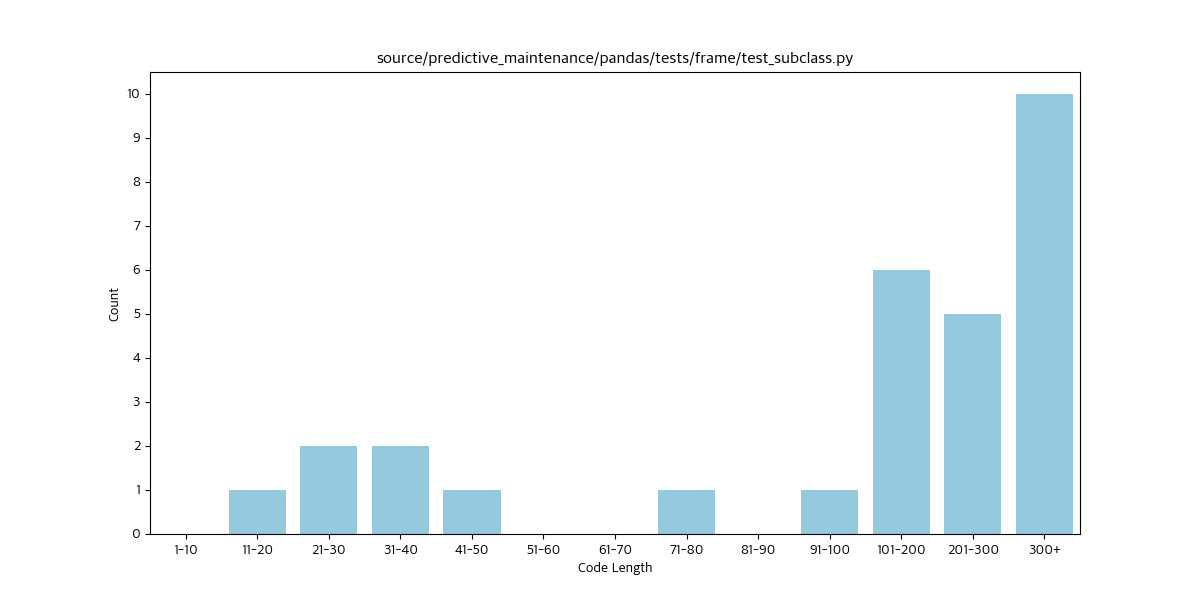 source/predictive_maintenance/pandas/tests/frame/test_subclass.py
10
9
8
7
6
5
4
3
2
1
0
Count
1-10 11-20 21-30 31-40 41-50 51-60 61-70 71-80 81-90 91-100 101-200 201-300 300+
Code Length